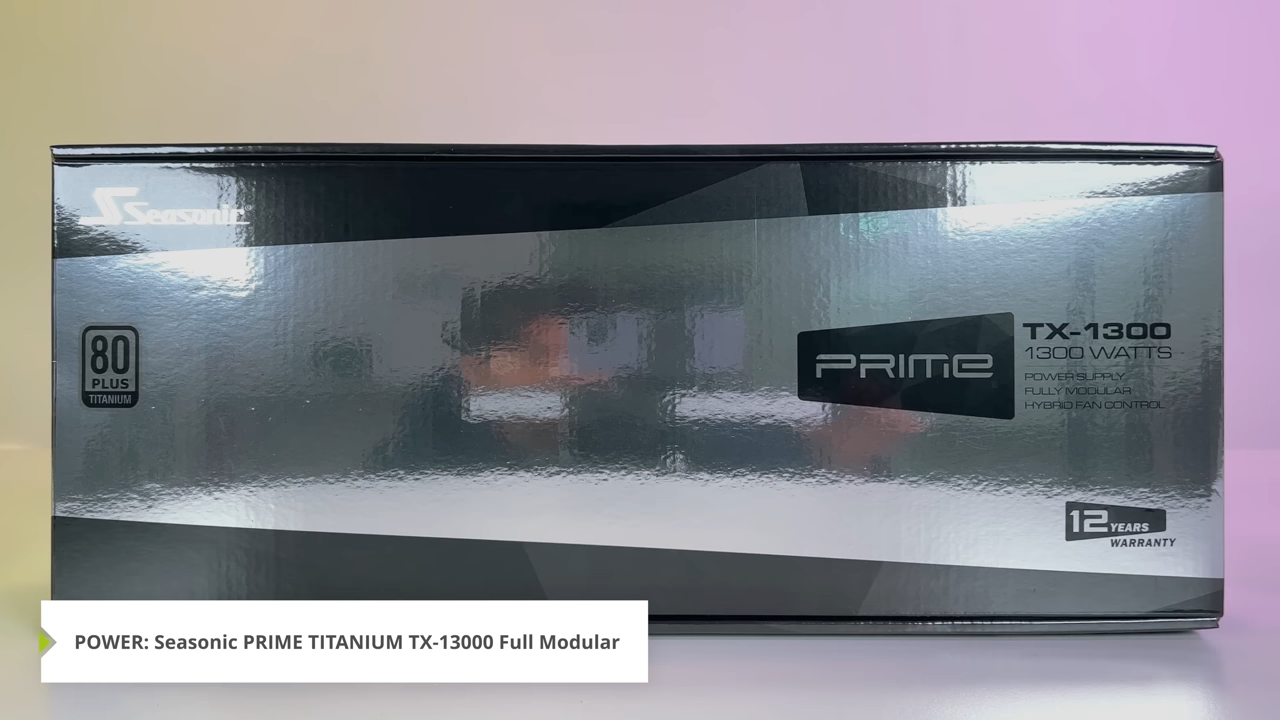 Seasonic
80
PLUS
TITANIUM
PRIME
TX-1300
1300 WATTS
POWER SUPPLY
FULLY MODULAR
HYBRID FAN CONTROL
12 YEARS
WARRANTY
POWER: Seasonic PRIME TITANIUM TX-13000 Full Modular